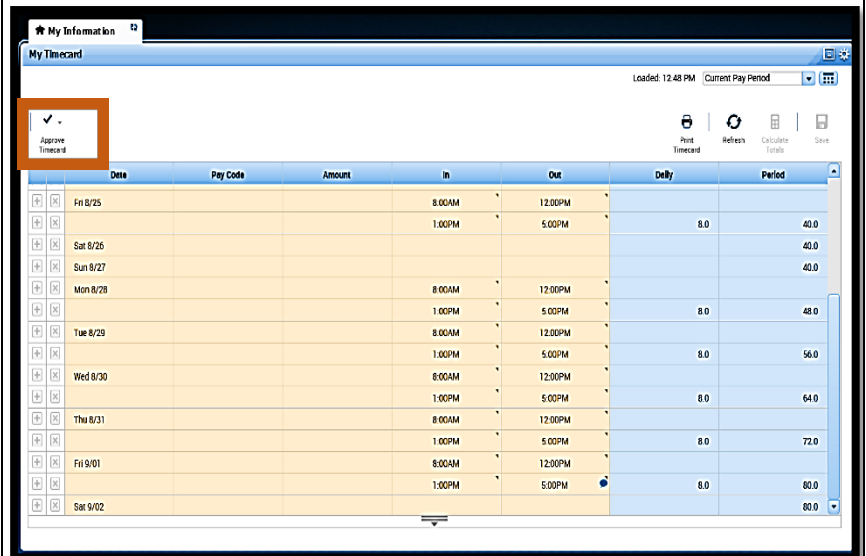 My Information
My Timecard
Loaded: 12:48 PM Current Pay Period
Approve Timecard
Print Timecard
Refresh
Calculate Totals
Save
Date Pay Code Amount In Out Daily Period
Fri 8/25 8:00AM 12:00PM
1:00PM 5:00PM 8.0 40.0
Sat 8/26 40.0
Sun 8/27 40.0
Mon 8/28 8:00AM 12:00PM
1:00PM 5:00PM 8.0 48.0
Tue 8/29 8:00AM 12:00PM
1:00PM 5:00PM 8.0 56.0
Wed 8/30 8:00AM 12:00PM
1:00PM 5:00PM 8.0 64.0
Thu 8/31 8:00AM 12:00PM
1:00PM 5:00PM 8.0 72.0
Fri 9/01 8:00AM 12:00PM
1:00PM 5:00PM 8.0 80.0
Sat 9/02 80.0